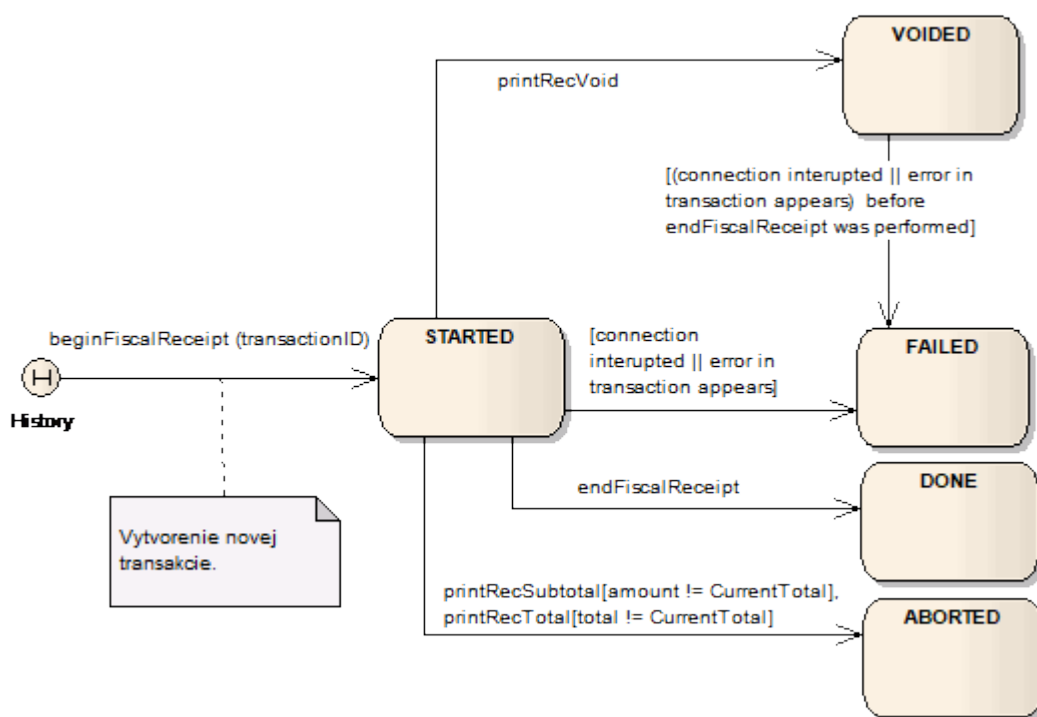 VOIDED
printRecVoid
[(connection interupted || error in
transaction appears) before
endFiscalReceipt was performed]
beginFiscalReceipt (transactionID)
STARTED
[connection
interupted || error in
transaction appears]
FAILED
H
History
DONE
endFiscalReceipt
Vytvorenie novej
transakcie.
printRecSubtotal[amount != CurrentTotal],
printRecTotal[total != CurrentTotal]
ABORTED